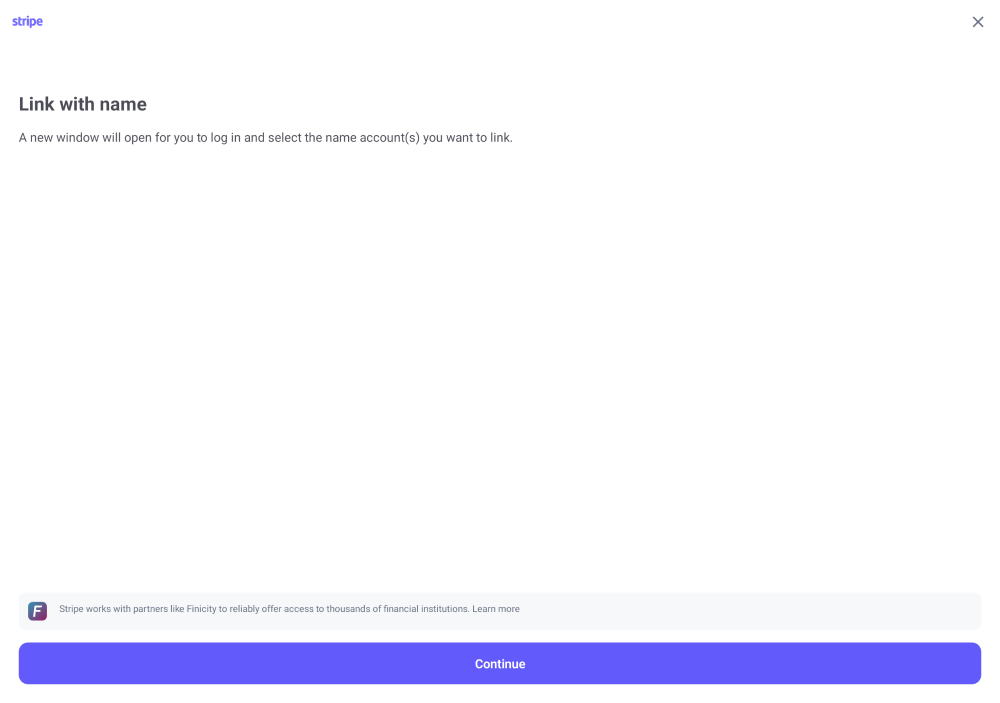 stripe
Link with name
A new window will open for you to log in and select the name account(s) you want to link.
F
Stripe works with partners like Finicity to reliably offer access to thousands of financial institutions. Learn more
Continue